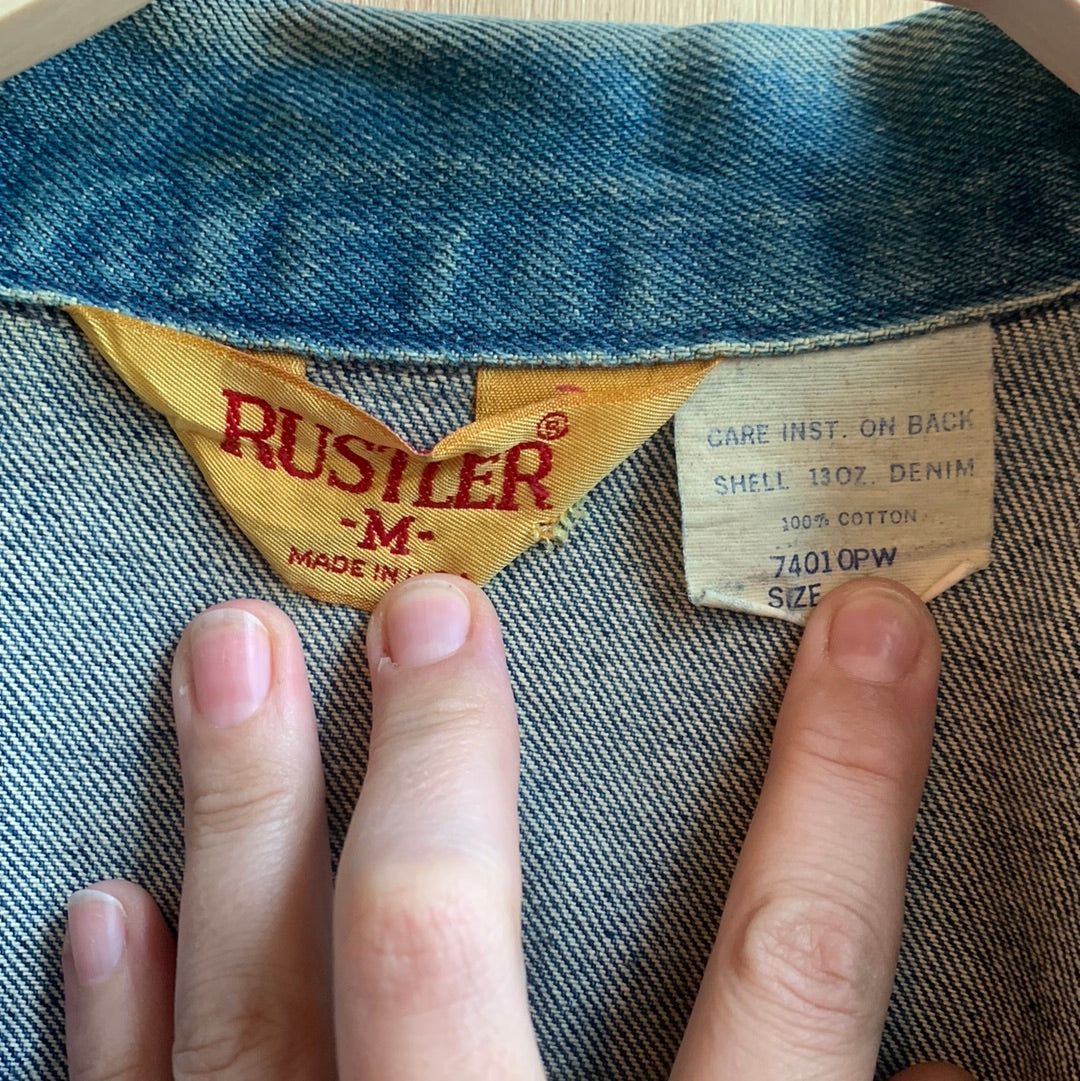 RUSTLER®
-M-
MADE IN U.S.A
CARE INST. ON BACK
SHELL 13OZ. DENIM
100% COTTON
74010PW
SIZE